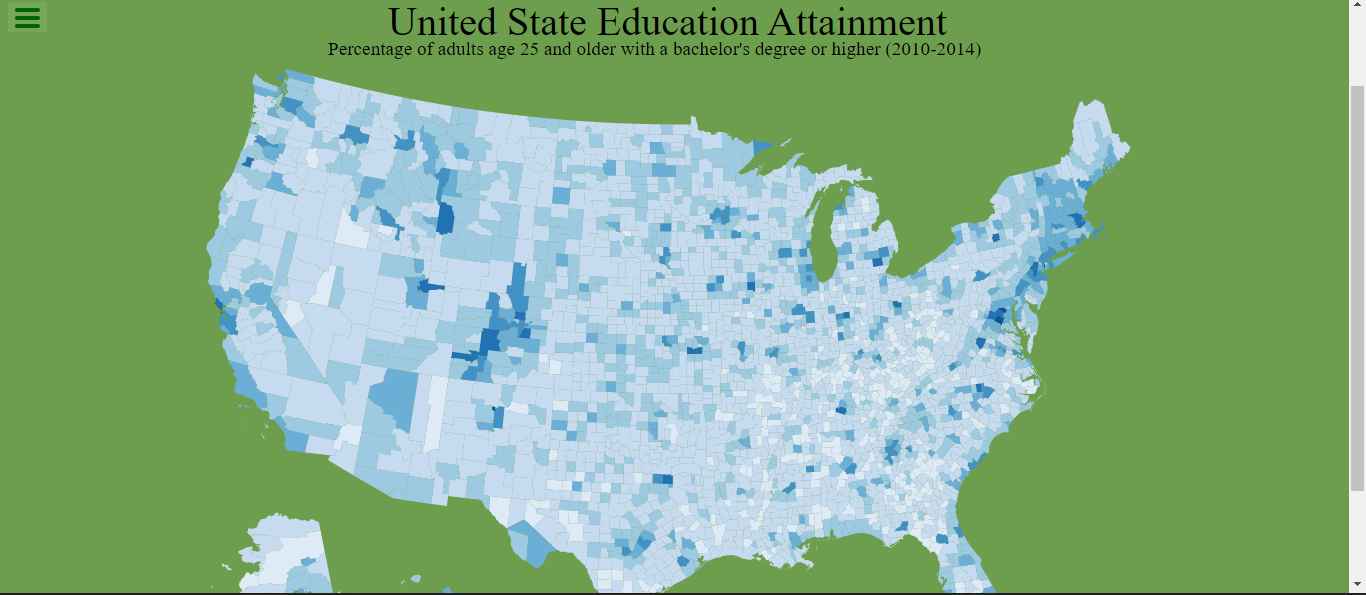 United State Education Attainment
Percentage of adults age 25 and older with a bachelor's degree or higher (2010-2014)